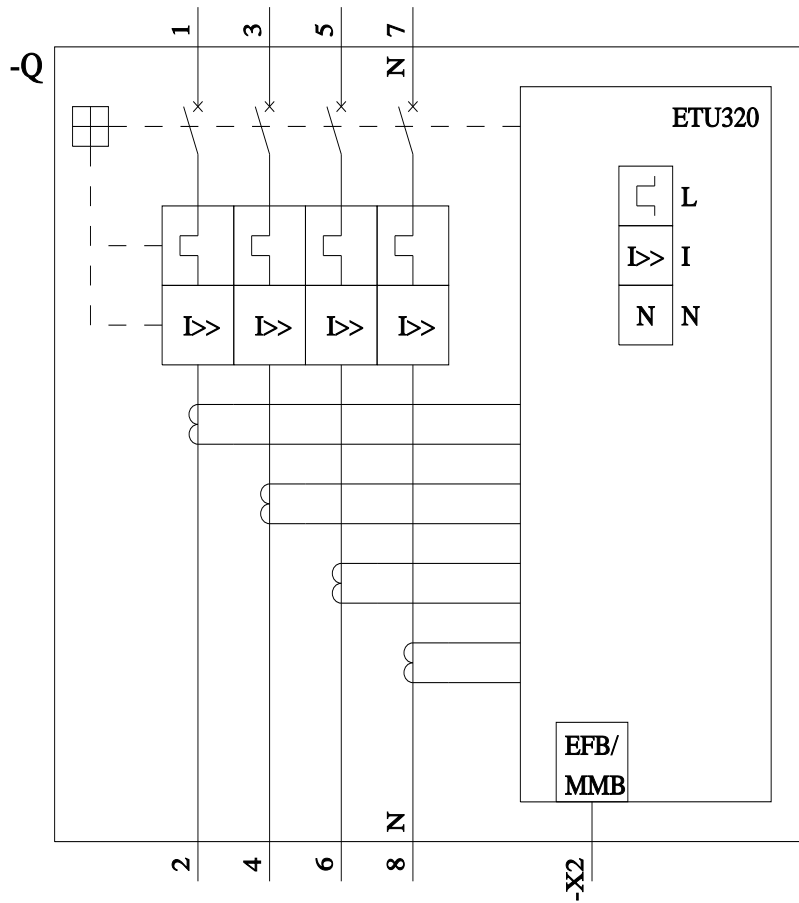 1 3 5 7
-Q
N
ETU320
L
I>> I
N N
I>> I>> I>> I>>
EFB/
MMB
N
2 4 6 8
-X2